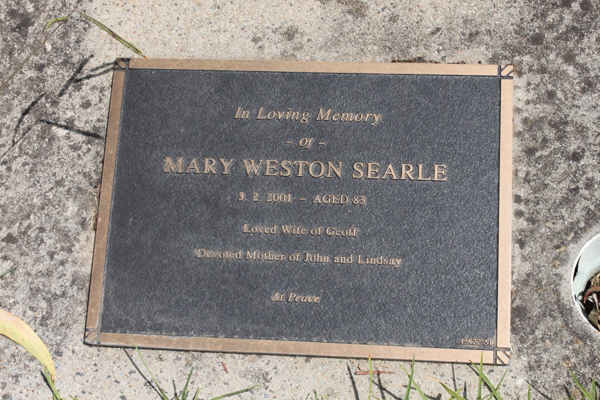 In Loving Memory
~ of ~
MARY WESTON SEARLE
3. 2. 2001 ~ AGED 83
Loved Wife of Geoff
Devoted Mother of John and Lindsay
At Peace